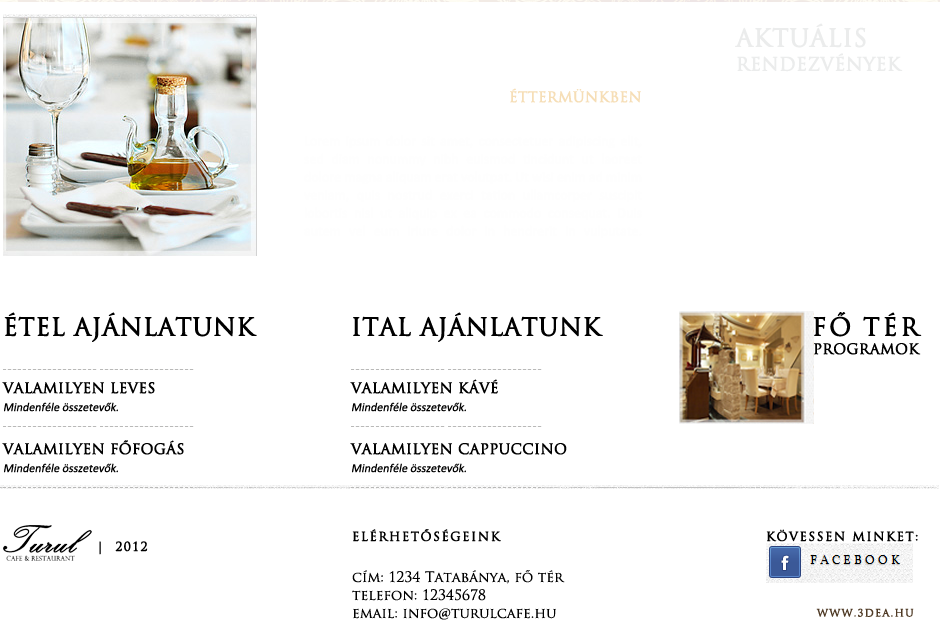 AKTUÁLIS
RENDEZVÉNYEK
ÉTTERMÜNKBEN
ÉTEL AJÁNLATUNK
VALAMILYEN LEVES
Mindenféle összetevők.
VALAMILYEN FŐFOGÁS
Mindenféle összetevők.
ITAL AJÁNLATUNK
VALAMILYEN KÁVÉ
Mindenféle összetevők.
VALAMILYEN CAPPUCCINO
Mindenféle összetevők.
FŐ TÉR
PROGRAMOK
Turul
CAFE & RESTAURANT
| 2012
ELÉRHETŐSÉGEINK
CÍM: 1234 TATABÁNYA, FŐ TÉR
TELEFON: 12345678
EMAIL: INFO@TURULCAFE.HU
KÖVESSEN MINKET:
f FACEBOOK
WWW.3DEA.HU